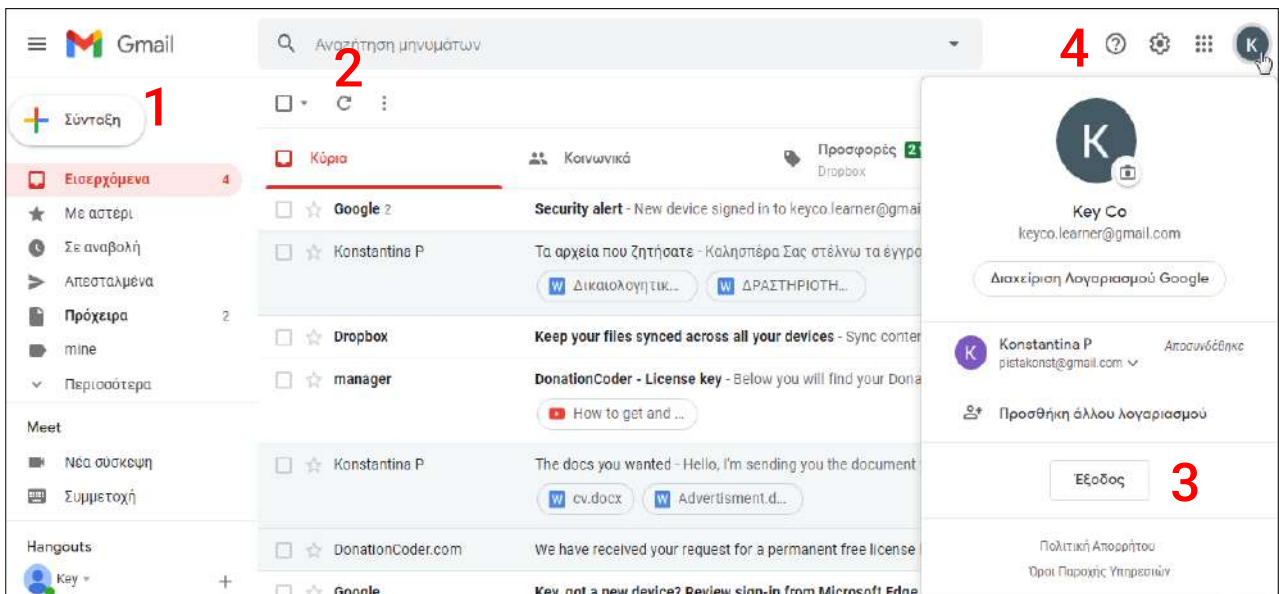 Gmail
Αναζήτηση μηνυμάτων
4
K
1
2
Σύνταξη
Κύρια
Κοινωνικά
Προσφορές
Dropbox
Εισερχόμενα 4
Με αστέρι
Σε αναβολή
Απεσταλμένα
Πρόχειρα 2
mine
Περισσότερα
Meet
Νέα σύσκεψη
Συμμετοχή
Hangouts
Key
Google 2 Security alert - New device signed in to keyco.learner@gmai
Konstantina P Τα αρχεία που ζητήσατε - Καλησπέρα Σας στέλνω τα έγγρα
Δικαιολογητικ... ΔΡΑΣΤΗΡΙΟΤΗ...
Dropbox Keep your files synced across all your devices - Sync conter
manager DonationCoder - License key - Below you will find your Dona
How to get and ...
Konstantina P The docs you wanted - Hello, I'm sending you the document
cv.docx Advertisment.d...
DonationCoder.com We have received your request for a permanent free license
Google Key, got a new device? Review sign-in from Microsoft Edge
K
Key Co
keyco.learner@gmail.com
Διαχείριση Λογαριασμού Google
K
Konstantina P Αποσυνδέθηκε
pistakonst@gmail.com
Προσθήκη άλλου λογαριασμού
Έξοδος 3
Πολιτική Απορρήτου
Όροι Παροχής Υπηρεσιών